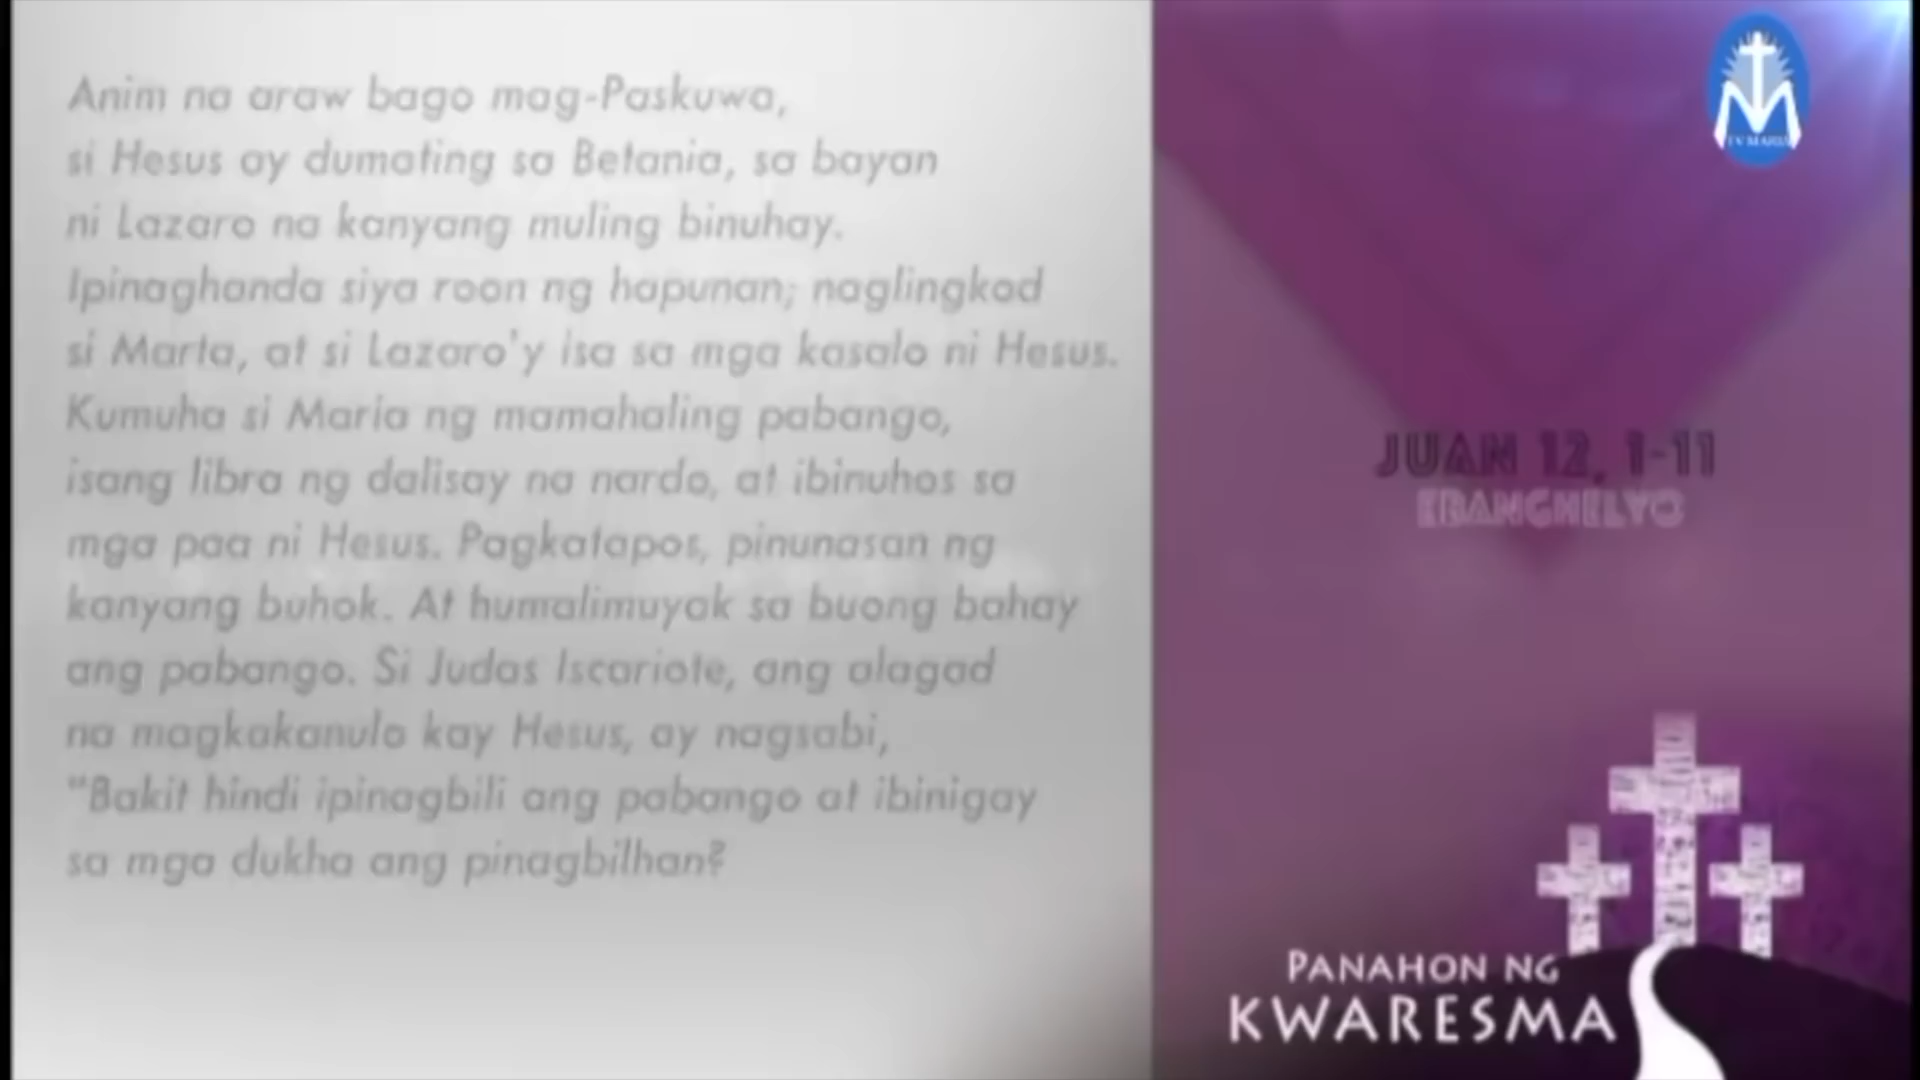 Anim na araw bago mag-Paskuwa,
si Hesus ay dumating sa Betania, sa bayan
ni Lazaro na kanyang muling binuhay.
Ipinaghanda siya roon ng hapunan; naglingkod
si Marta, at si Lazaro'y isa sa mga kasalo ni Hesus.
Kumuha si Maria ng mamahaling pabango,
isang libra ng dalisay na nardo, at ibinuhos sa
mga paa ni Hesus. Pagkatapos, pinunasan ng
kanyang buhok. At humalimuyak sa buong bahay
ang pabango. Si Judas Iscariote, ang alagad
na magkakanulo kay Hesus, ay nagsabi,
"Bakit hindi ipinagbili ang pabango at ibinigay
sa mga dukha ang pinagbilhan?
TV MARIA
JUAN 12, 1-11
EBANGHELYO
PANAHON NG
KWARESMA